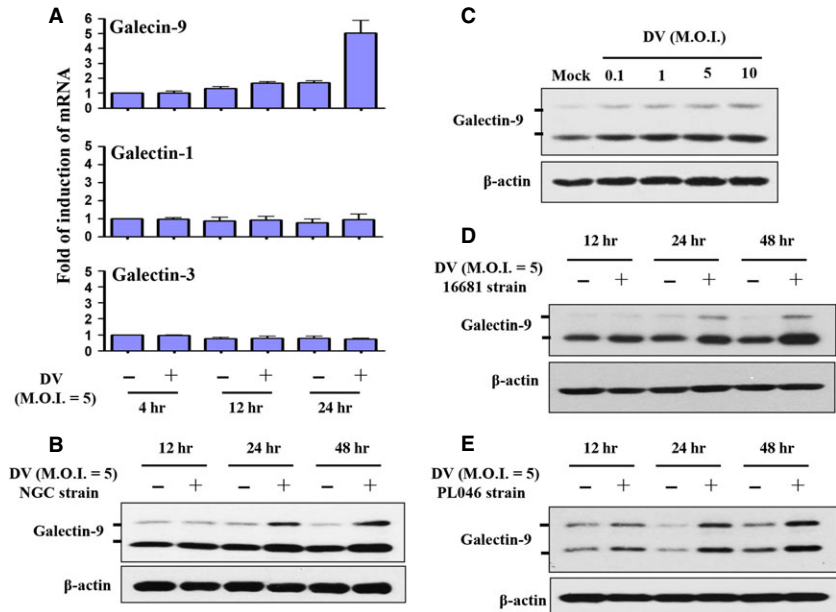 A
Galecin-9
6
5
4
3
2
1
0
Galectin-1
5
4
3
2
1
0
Galectin-3
5
4
3
2
1
0
Fold of induction of mRNA
DV − + − + − +
(M.O.I. = 5) 4 hr 12 hr 24 hr
B
12 hr 24 hr 48 hr
DV (M.O.I. = 5)
NGC strain − + − + − +
Galectin-9
β-actin
C
DV (M.O.I.)
Mock 0.1 1 5 10
Galectin-9
β-actin
D
12 hr 24 hr 48 hr
DV (M.O.I. = 5)
16681 strain − + − + − +
Galectin-9
β-actin
E
12 hr 24 hr 48 hr
DV (M.O.I. = 5)
PL046 strain − + − + − +
Galectin-9
β-actin